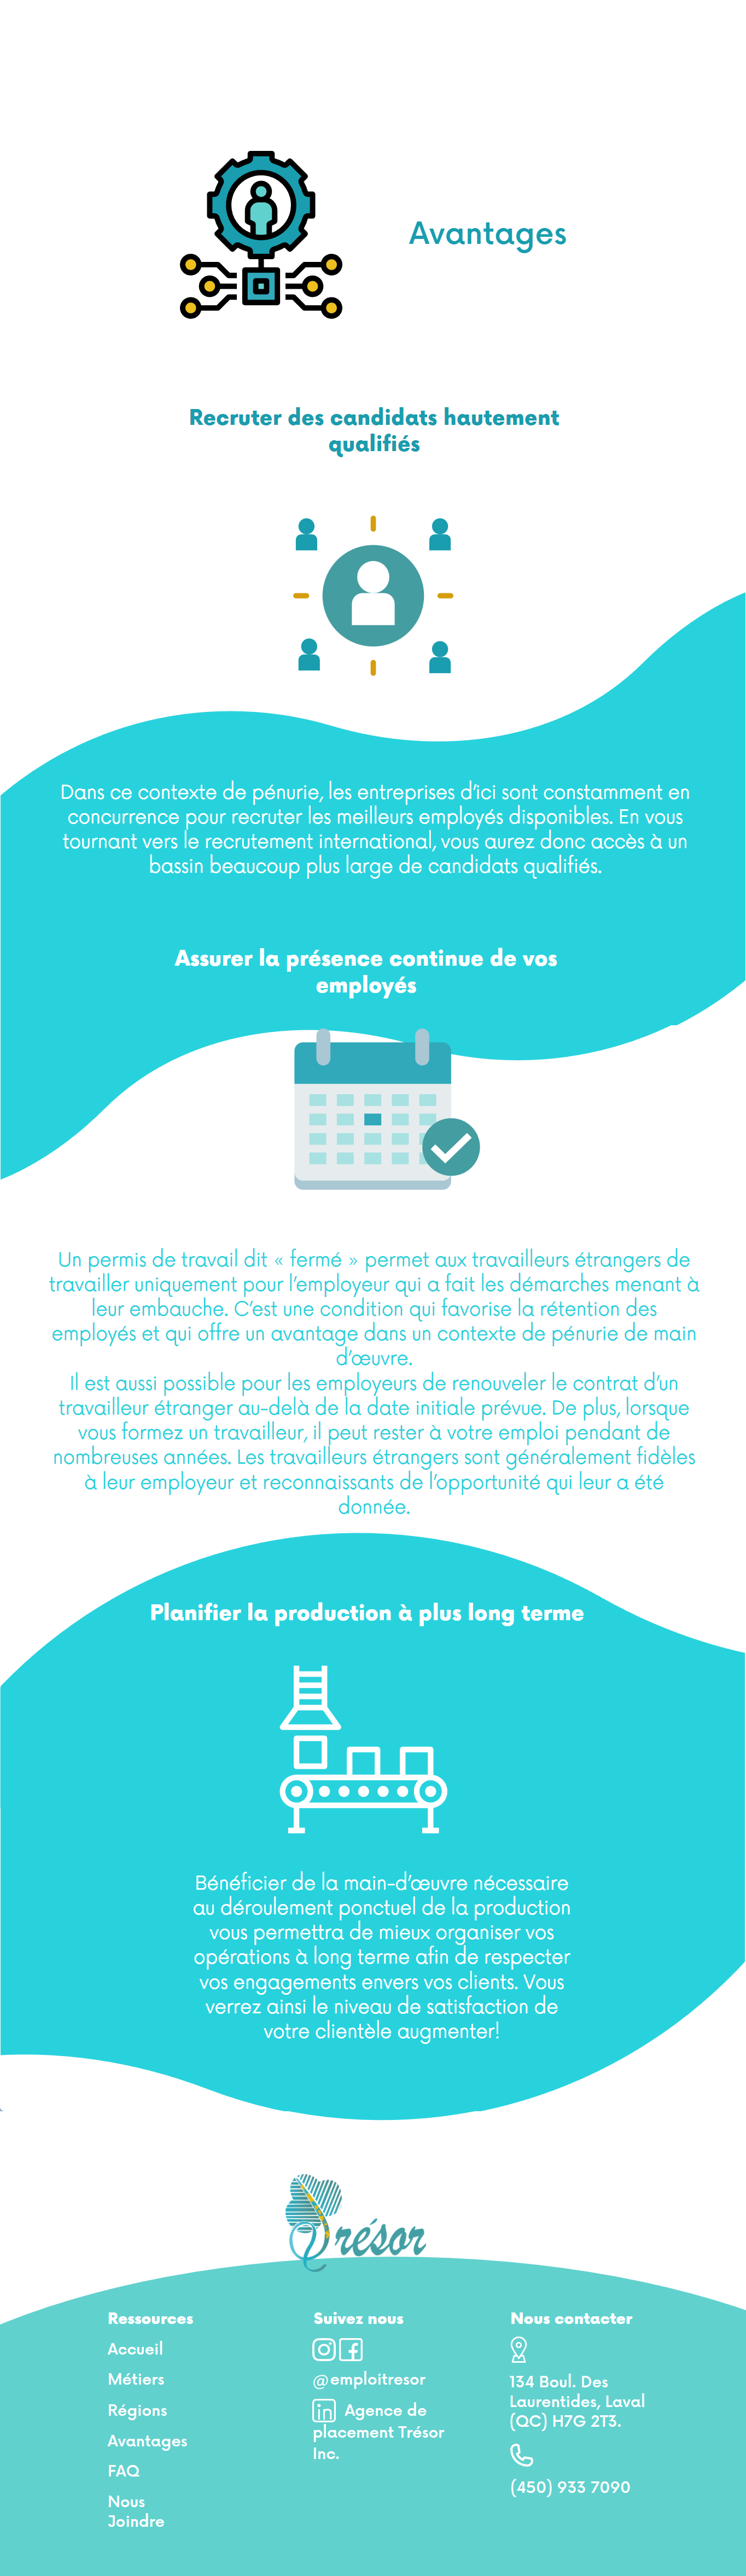 Avantages
Recruter des candidats hautement
qualifiés
Dans ce contexte de pénurie, les entreprises d'ici sont constamment en
concurrence pour recruter les meilleurs employés disponibles. En vous
tournant vers le recrutement international, vous aurez donc accès à un
bassin beaucoup plus large de candidats qualifiés.
Assurer la présence continue de vos
employés
Un permis de travail dit « fermé » permet aux travailleurs étrangers de
travailler uniquement pour l'employeur qui a fait les démarches menant à
leur embauche. C'est une condition qui favorise la rétention des
employés et qui offre un avantage dans un contexte de pénurie de main
d'œuvre.
Il est aussi possible pour les employeurs de renouveler le contrat d'un
travailleur étranger au-delà de la date initiale prévue. De plus, lorsque
vous formez un travailleur, il peut rester à votre emploi pendant de
nombreuses années. Les travailleurs étrangers sont généralement fidèles
à leur employeur et reconnaissants de l'opportunité qui leur a été
donnée.
Planifier la production à plus long terme
Bénéficier de la main-d'œuvre nécessaire
au déroulement ponctuel de la production
vous permettra de mieux organiser vos
opérations à long terme afin de respecter
vos engagements envers vos clients. Vous
verrez ainsi le niveau de satisfaction de
votre clientèle augmenter!
Trésor
Ressources
Accueil
Métiers
Régions
Avantages
FAQ
Nous
Joindre
Suivez nous
@emploitresor
in Agence de
placement Trésor
Inc.
Nous contacter
134 Boul. Des
Laurentides, Laval
(QC) H7G 2T3.
(450) 933 7090